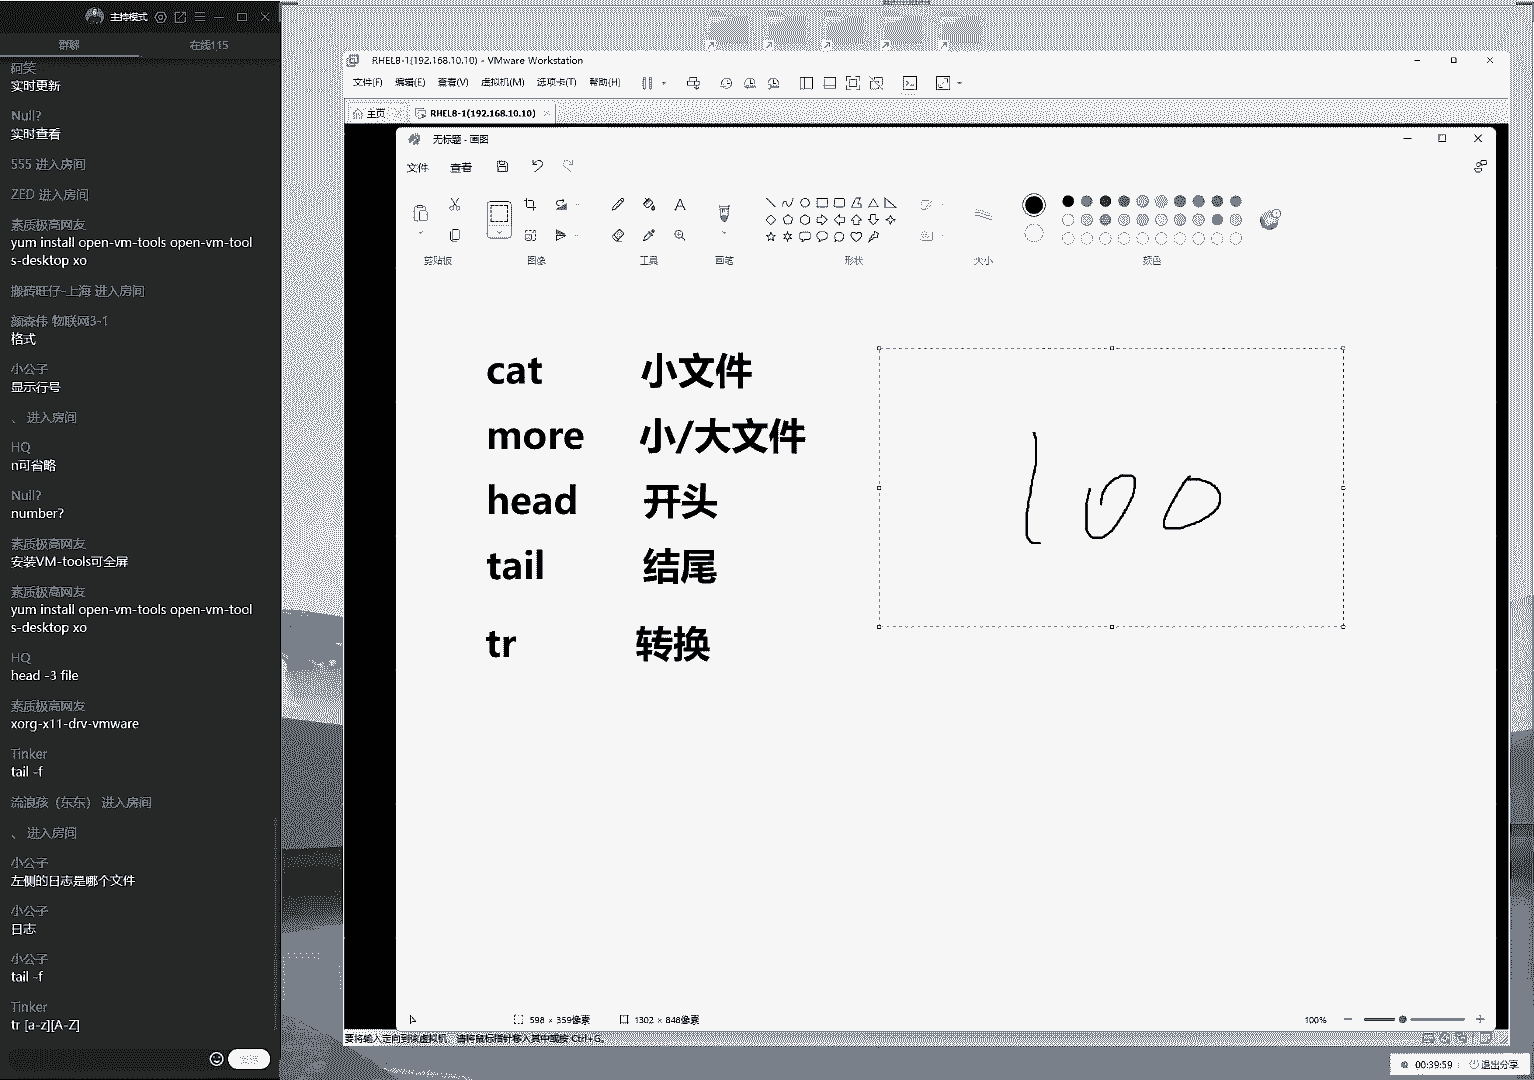 主持模式
群聊
在线115
阿笑
实时更新
Null?
实时查看
555 进入房间
ZED 进入房间
素质极高网友
yum install open-vm-tools open-vm-tool
s-desktop xo
搬砖旺仔-上海 进入房间
颜森伟 物联网3-1
格式
小公子
显示行号
、 进入房间
HQ
n可省略
Null?
number?
素质极高网友
安装VM-tools可全屏
素质极高网友
yum install open-vm-tools open-vm-tool
s-desktop xo
HQ
head -3 file
素质极高网友
xorg-x11-drv-vmware
Tinker
tail -f
流浪孩（东东） 进入房间
、 进入房间
小公子
左侧的日志是哪个文件
小公子
日志
小公子
tail -f
Tinker
tr [a-z][A-Z]
发送
RHEL8-1(192.168.10.10) - VMware Workstation
文件(F) 编辑(E) 查看(V) 虚拟机(M) 选项卡(T) 帮助(H)
主页 RHEL8-1(192.168.10.10)
无标题 - 画图
文件 查看
剪贴板 图像 工具 画笔 形状 大小 颜色
cat 小文件
more 小/大文件
head 开头
tail 结尾
tr 转换
100
598 × 359像素 1302 × 848像素 100%
要将输入定向到该虚拟机，请将鼠标指针移入其中或按 Ctrl+G。
00:39:59 退出分享